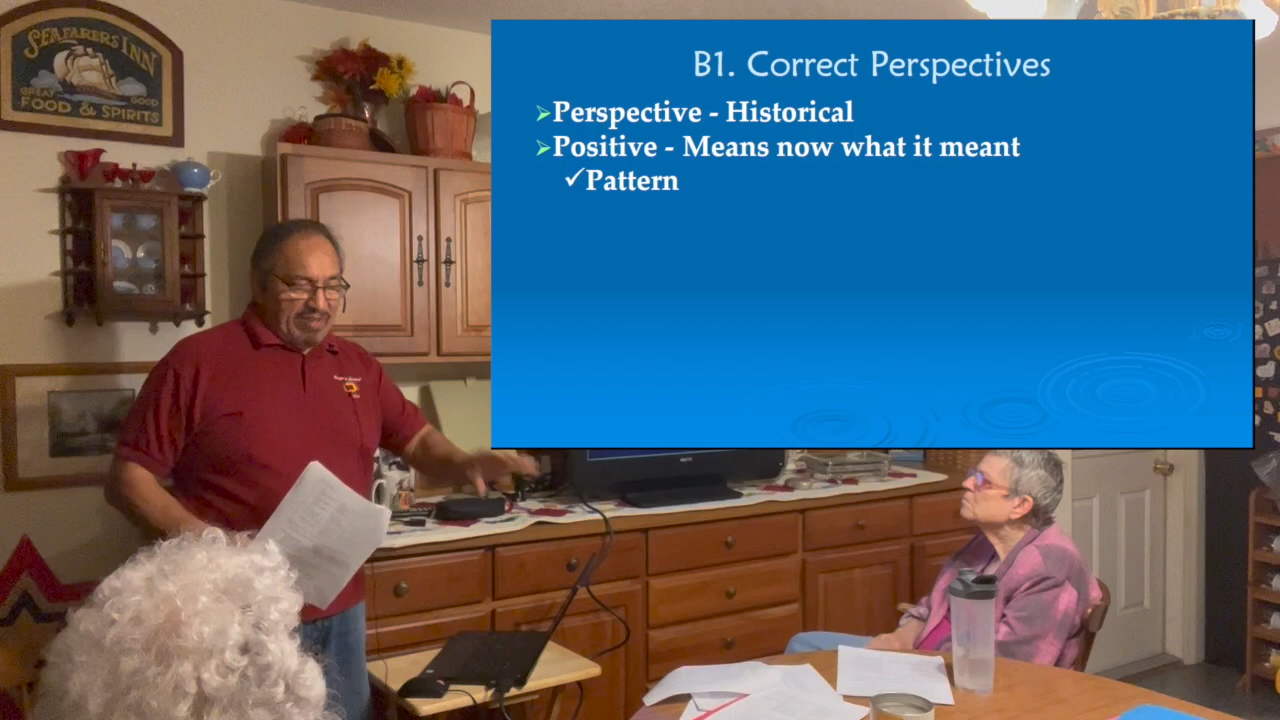 SEAFARERS INN
GREAT GOOD
FOOD & SPIRITS
B1. Correct Perspectives
➢Perspective - Historical
➢Positive - Means now what it meant
✓Pattern